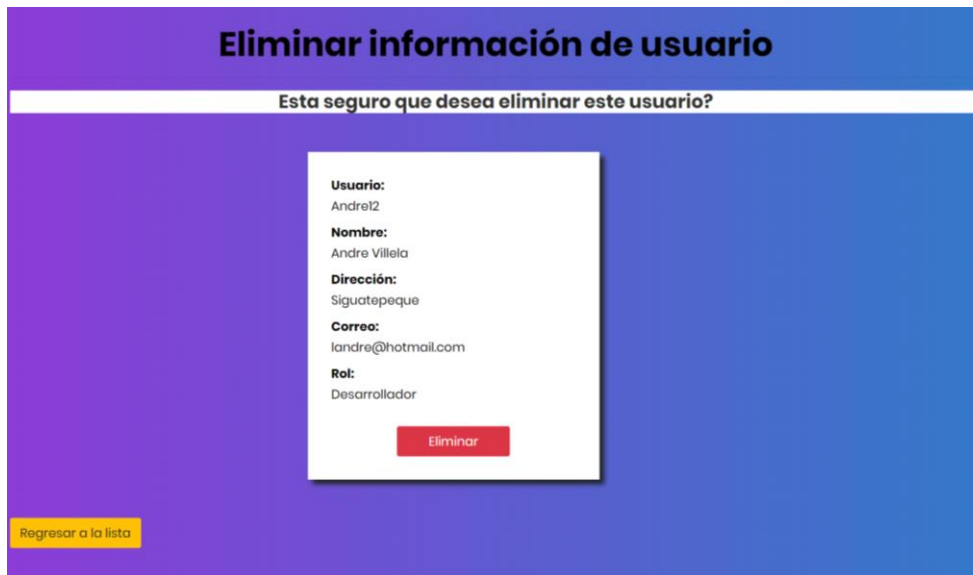 Eliminar información de usuario
Esta seguro que desea eliminar este usuario?
Usuario:
Andre12
Nombre:
Andre Villela
Dirección:
Siguatepeque
Correo:
landre@hotmail.com
Rol:
Desarrollador
Eliminar
Regresar a la lista